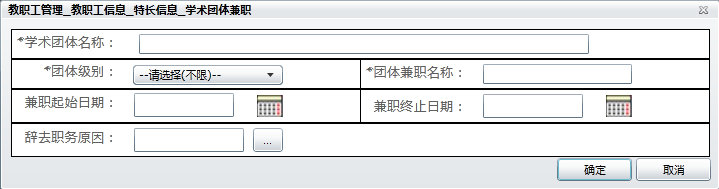 教职工管理_教职工信息_特长信息_学术团体兼职
*学术团体名称：
*团体级别： --请选择(不限)-- *团体兼职名称：
兼职起始日期： 兼职终止日期：
辞去职务原因： ...
确定 取消